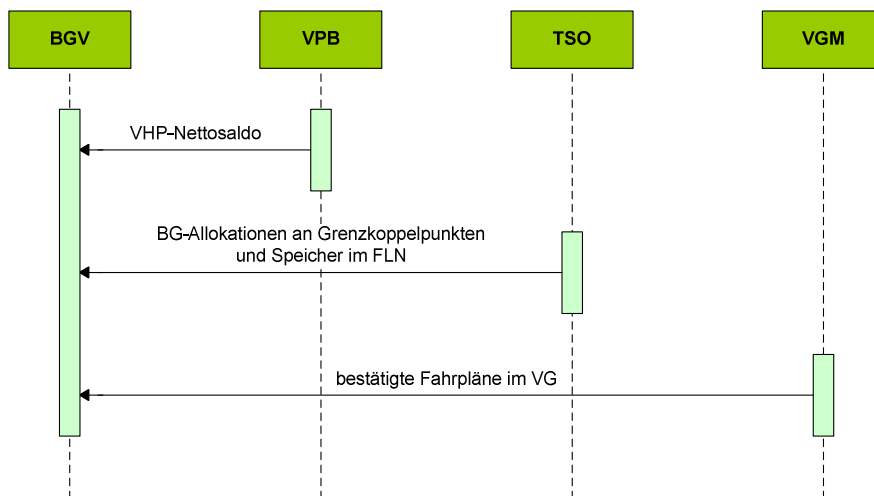 BGV
VPB
TSO
VGM
VHP-Nettosaldo
BG-Allokationen an Grenzkoppelpunkten
und Speicher im FLN
bestätigte Fahrpläne im VG